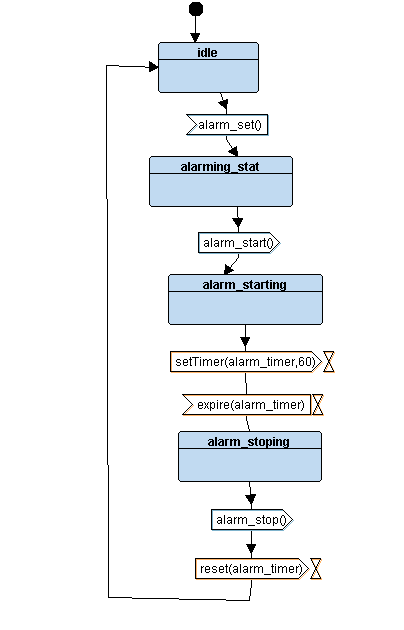 idle
alarm_set()
alarming_stat
alarm_start()
alarm_starting
setTimer(alarm_timer,60)
expire(alarm_timer)
alarm_stoping
alarm_stop()
reset(alarm_timer)